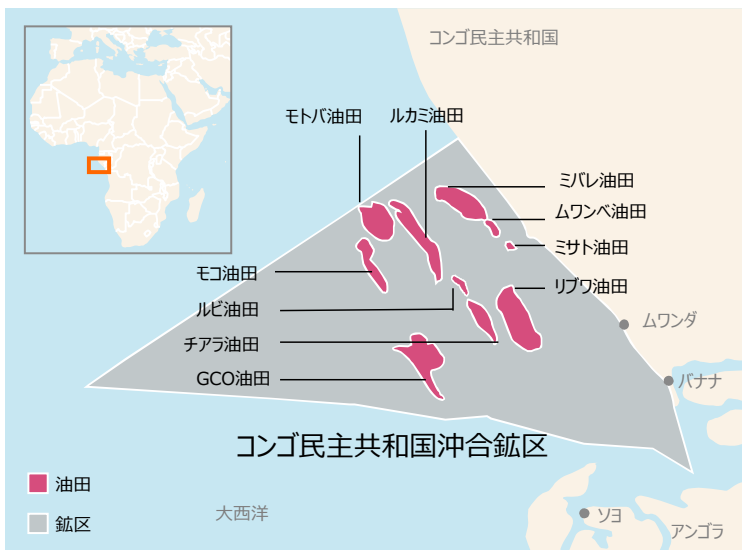 コンゴ民主共和国
モトバ油田
ルカミ油田
ミバレ油田
ムワンベ油田
ミサト油田
モコ油田
リブワ油田
ルビ油田
ムワンダ
チアラ油田
GCO油田
バナナ
コンゴ民主共和国沖合鉱区
油田
大西洋
鉱区
ソヨ
アンゴラ